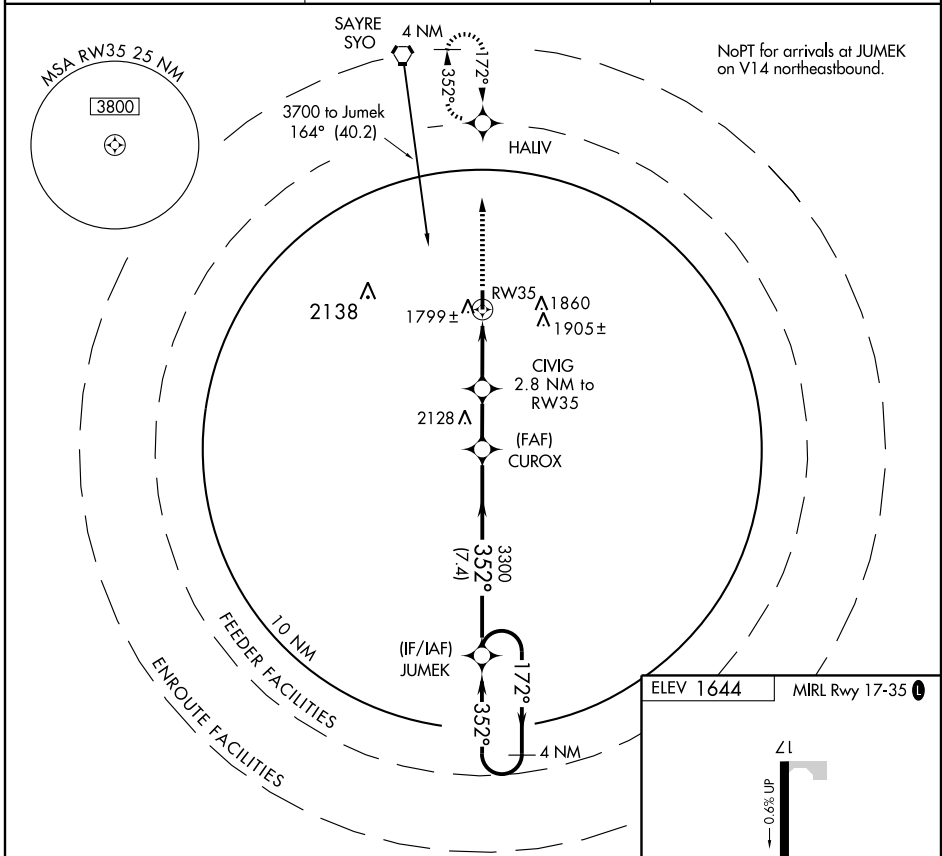 MSA RW35 25 NM
3800
SAYRE
SYO
4 NM
172°
352°
HALIV
NoPT for arrivals at JUMEK
on V14 northeastbound.
3700 to Jumek
164° (40.2)
2138
1799±
RW35
1860
1905±
CIVIG
2.8 NM to
RW35
2128
(FAF)
CUROX
3300
352°
(7.4)
10 NM
FEEDER FACILITIES
ENROUTE FACILITIES
(IF/IAF)
JUMEK
172°
352°
4 NM
ELEV 1644
MIRL Rwy 17-35 L
17
0.6% UP